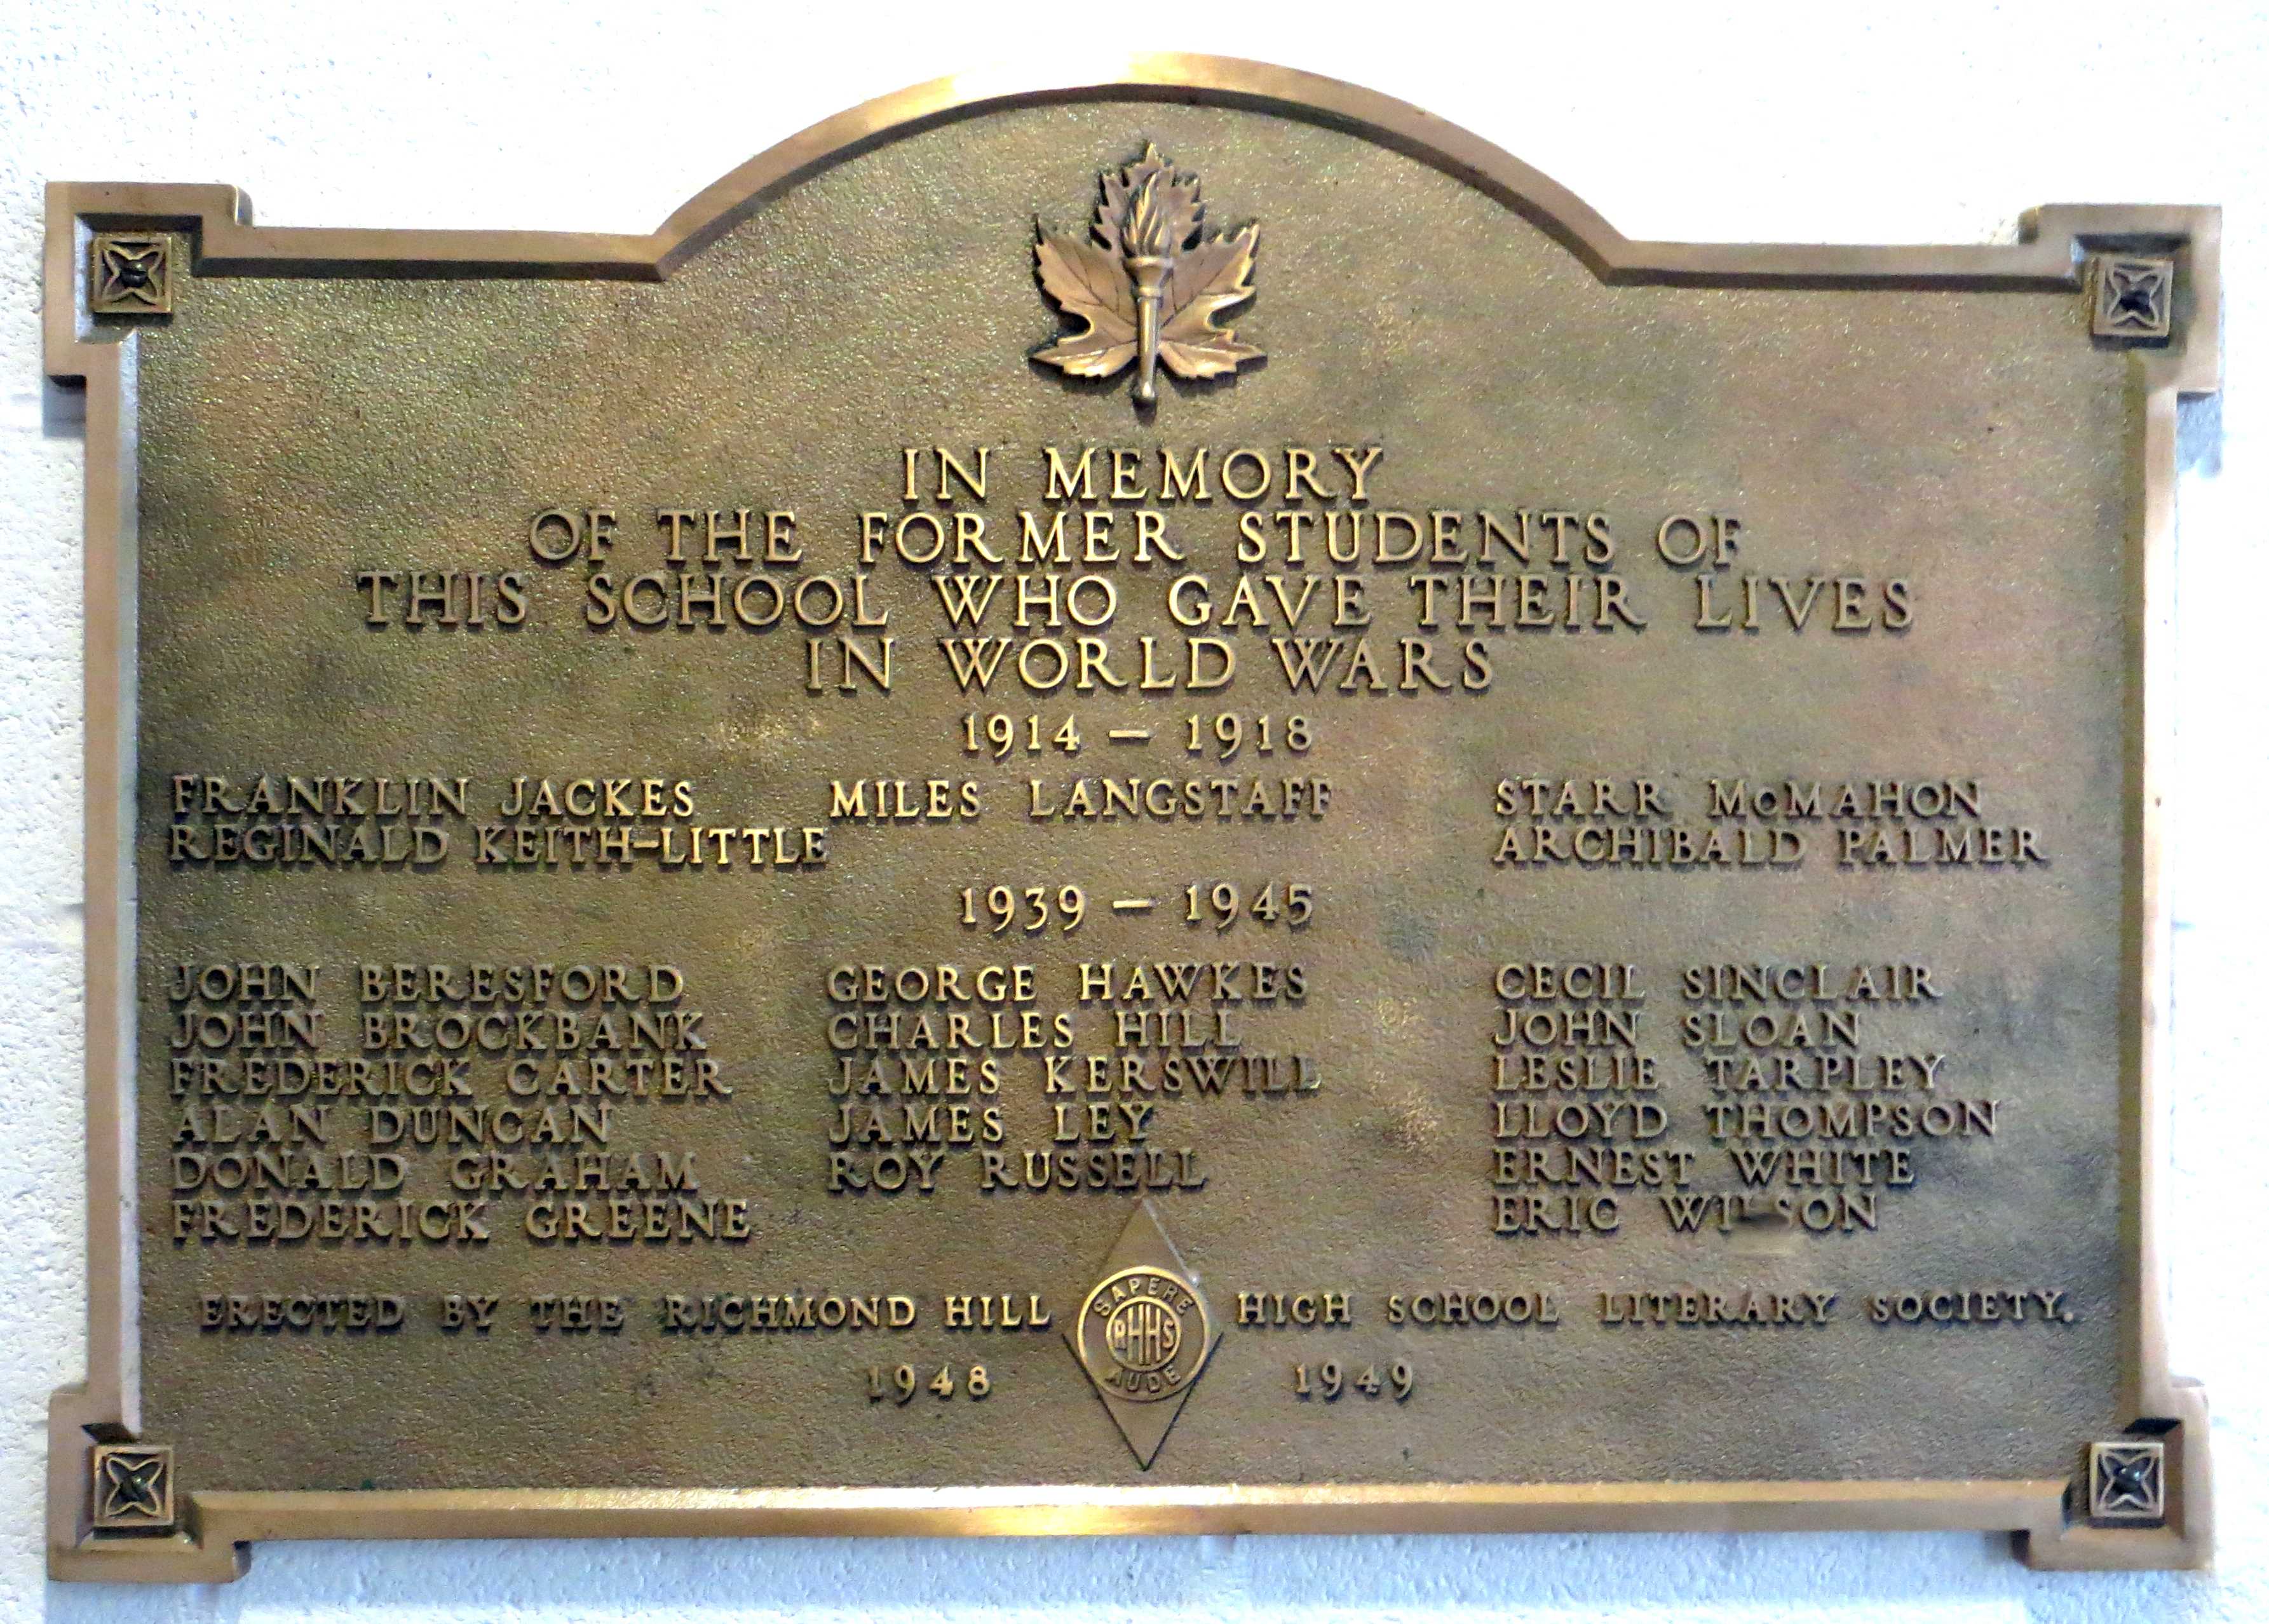 IN MEMORY
OF THE FORMER STUDENTS OF
THIS SCHOOL WHO GAVE THEIR LIVES
IN WORLD WARS
1914 – 1918
FRANKLIN JACKES MILES LANGSTAFF STARR McMAHON
REGINALD KEITH-LITTLE ARCHIBALD PALMER
1939 – 1945
JOHN BERESFORD GEORGE HAWKES CECIL SINCLAIR
JOHN BROCKBANK CHARLES HILL JOHN SLOAN
FREDERICK CARTER JAMES KERSWILL LESLIE TARPLEY
ALAN DUNCAN JAMES LEY LLOYD THOMPSON
DONALD GRAHAM ROY RUSSELL ERNEST WHITE
FREDERICK GREENE ERIC WILSON
ERECTED BY THE RICHMOND HILL HIGH SCHOOL LITERARY SOCIETY.
SAPERE
RHHS
AUDE
1948 1949